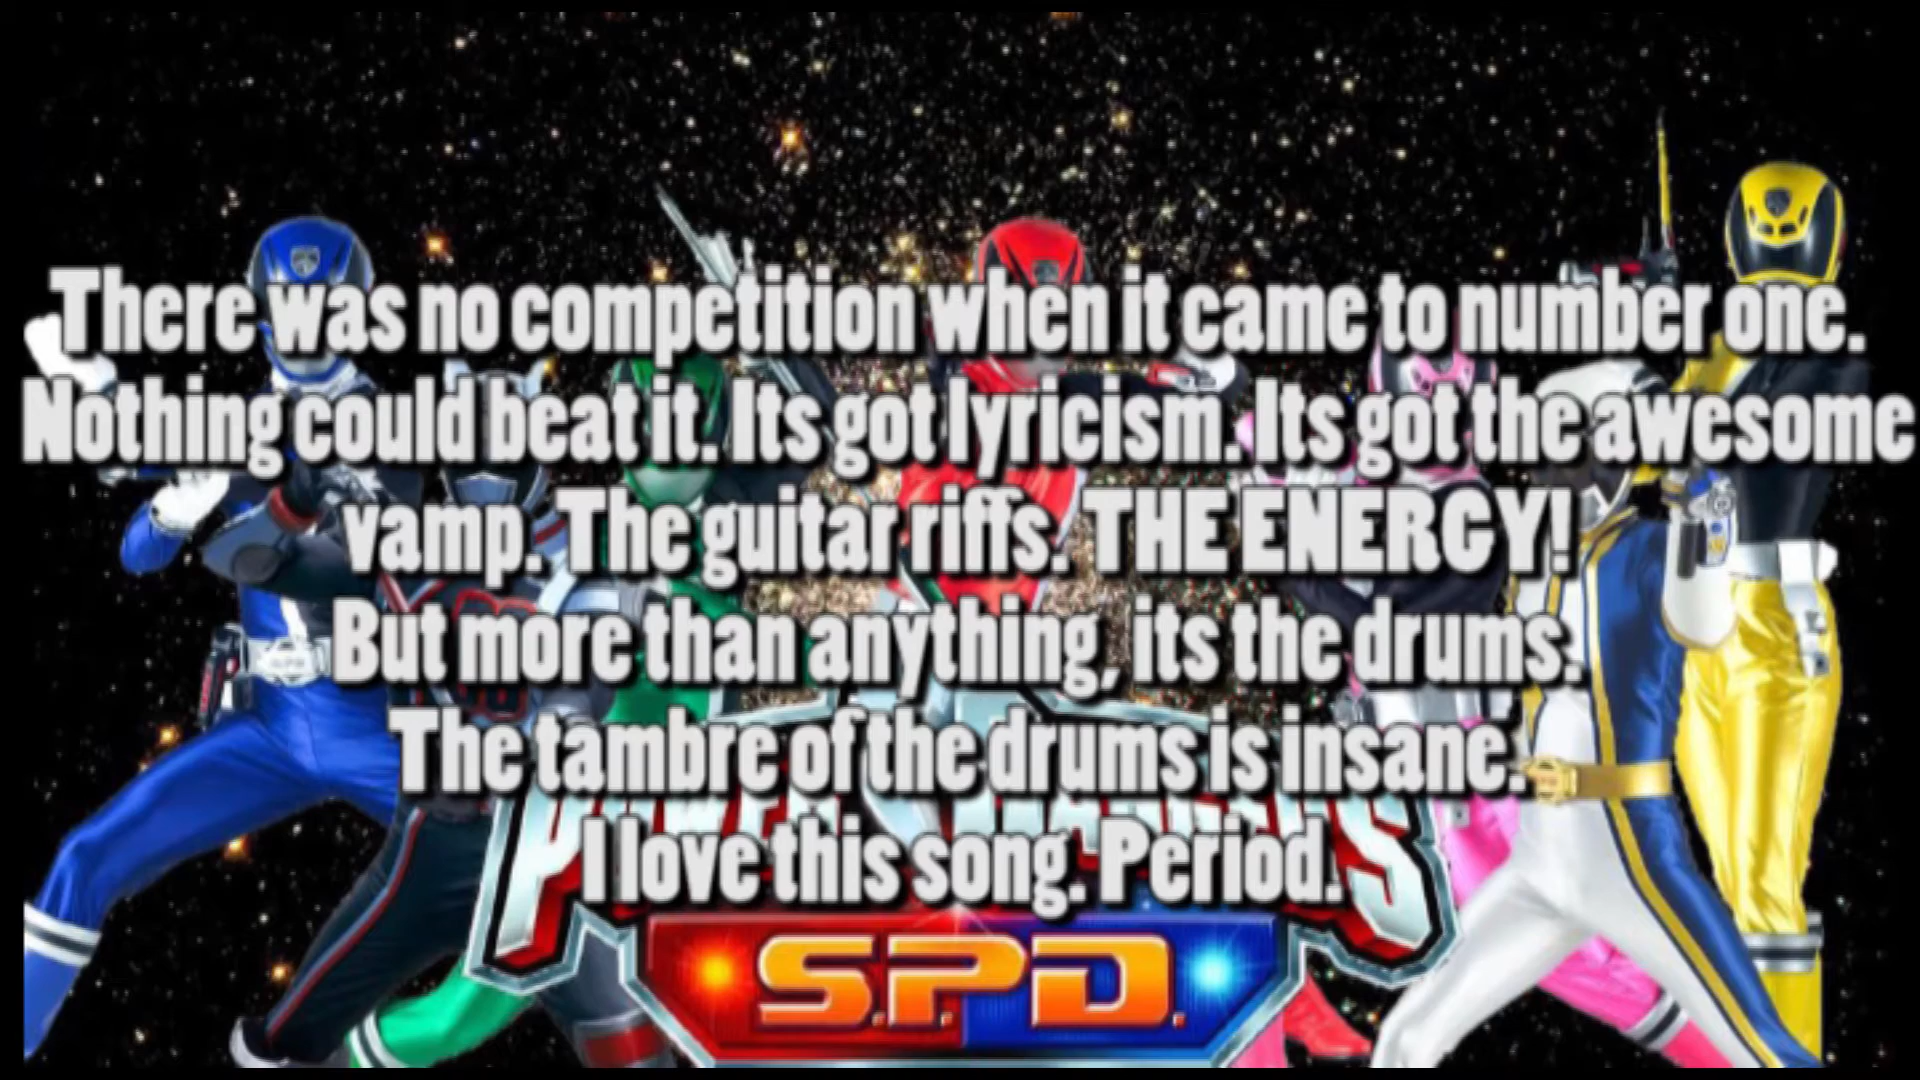 There was no competition when it came to number one.
Nothing could beat it. Its got lyricism. Its got the awesome
vamp. The guitar riffs. THE ENERGY!
But more than anything, its the drums.
The tambre of the drums is insane.
I love this song. Period.
POWER RANGERS
S.P.D.